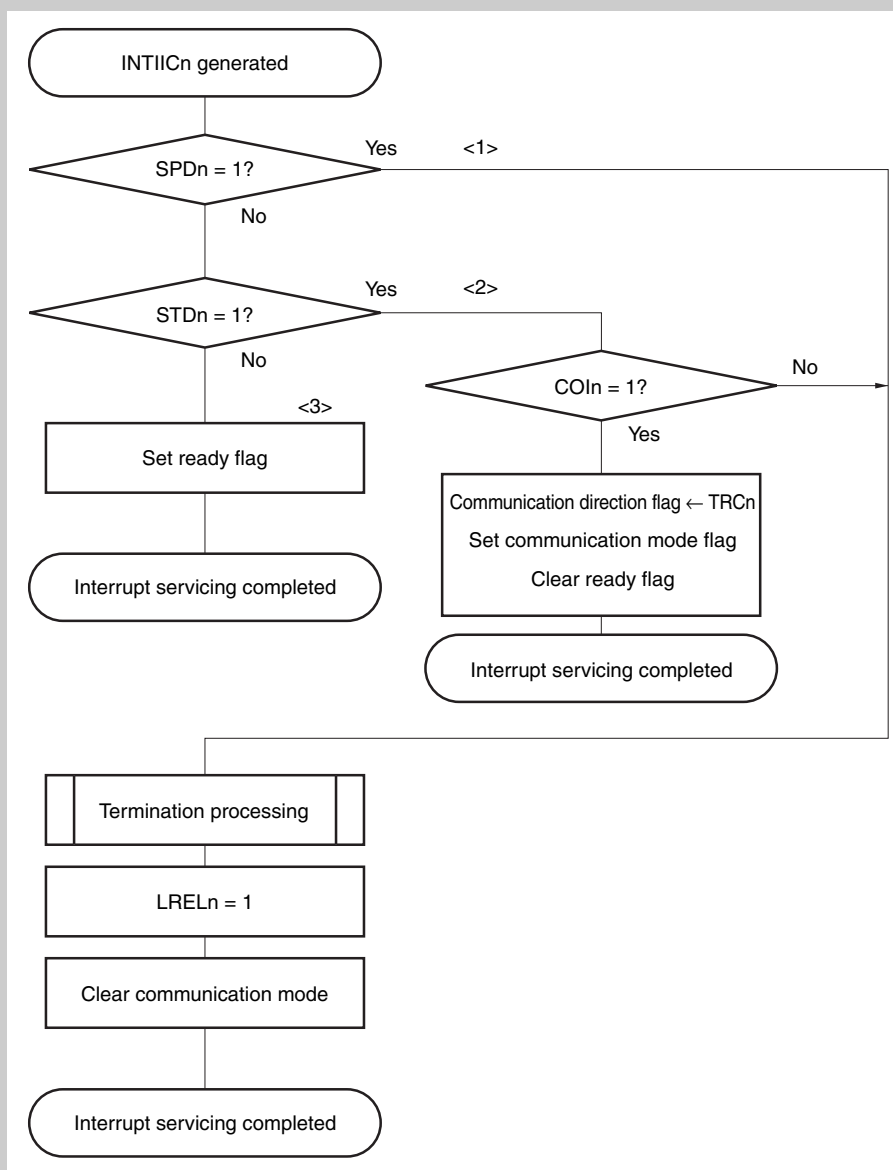 INTIICn generated
Yes
<1>
SPDn = 1?
No
Yes
<2>
STDn = 1?
No
No
COIn = 1?
Yes
<3>
Set ready flag
Communication direction flag ← TRCn
Set communication mode flag
Clear ready flag
Interrupt servicing completed
Interrupt servicing completed
Termination processing
LRELn = 1
Clear communication mode
Interrupt servicing completed